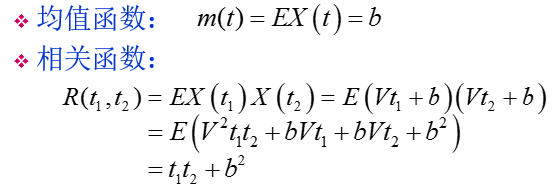 ❖ 均值函数： m(t) = EX(t) = b
❖ 相关函数：
R(t₁,t₂) = EX(t₁)X(t₂) = E(Vt₁ + b)(Vt₂ + b)
= E(V²t₁t₂ + bVt₁ + bVt₂ + b²)
= t₁t₂ + b²